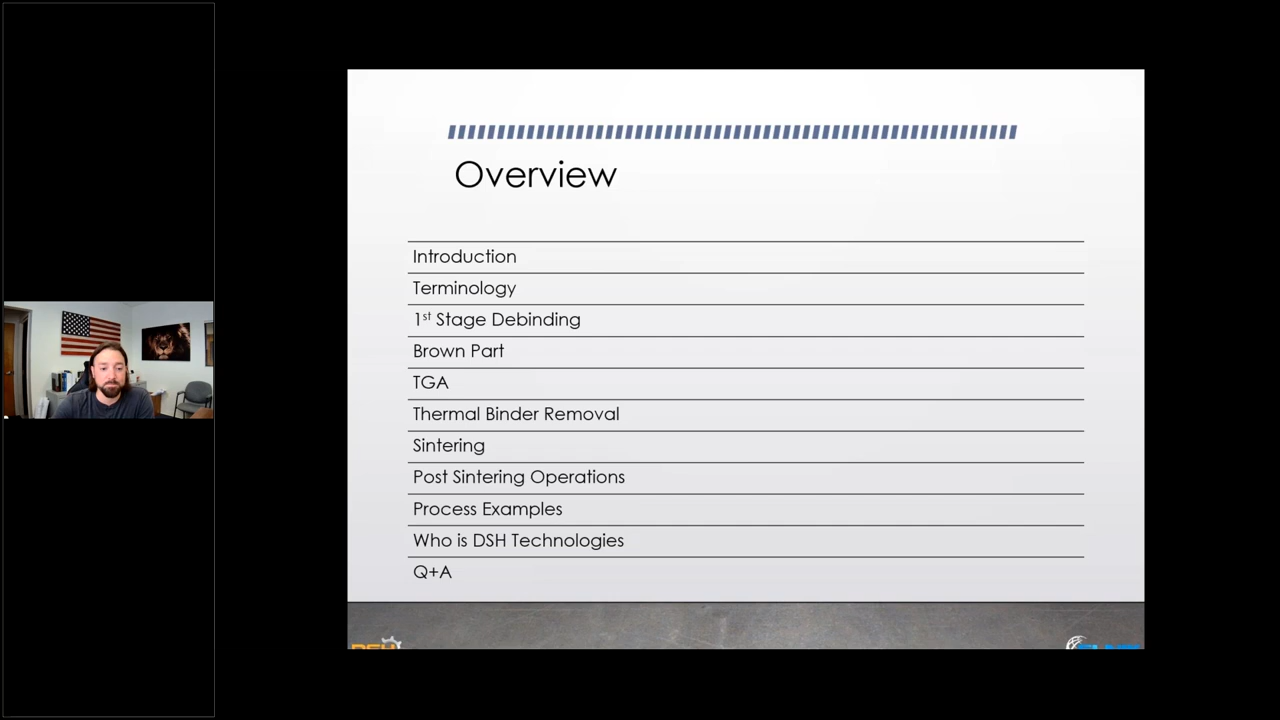 Overview
Introduction
Terminology
1st Stage Debinding
Brown Part
TGA
Thermal Binder Removal
Sintering
Post Sintering Operations
Process Examples
Who is DSH Technologies
Q+A